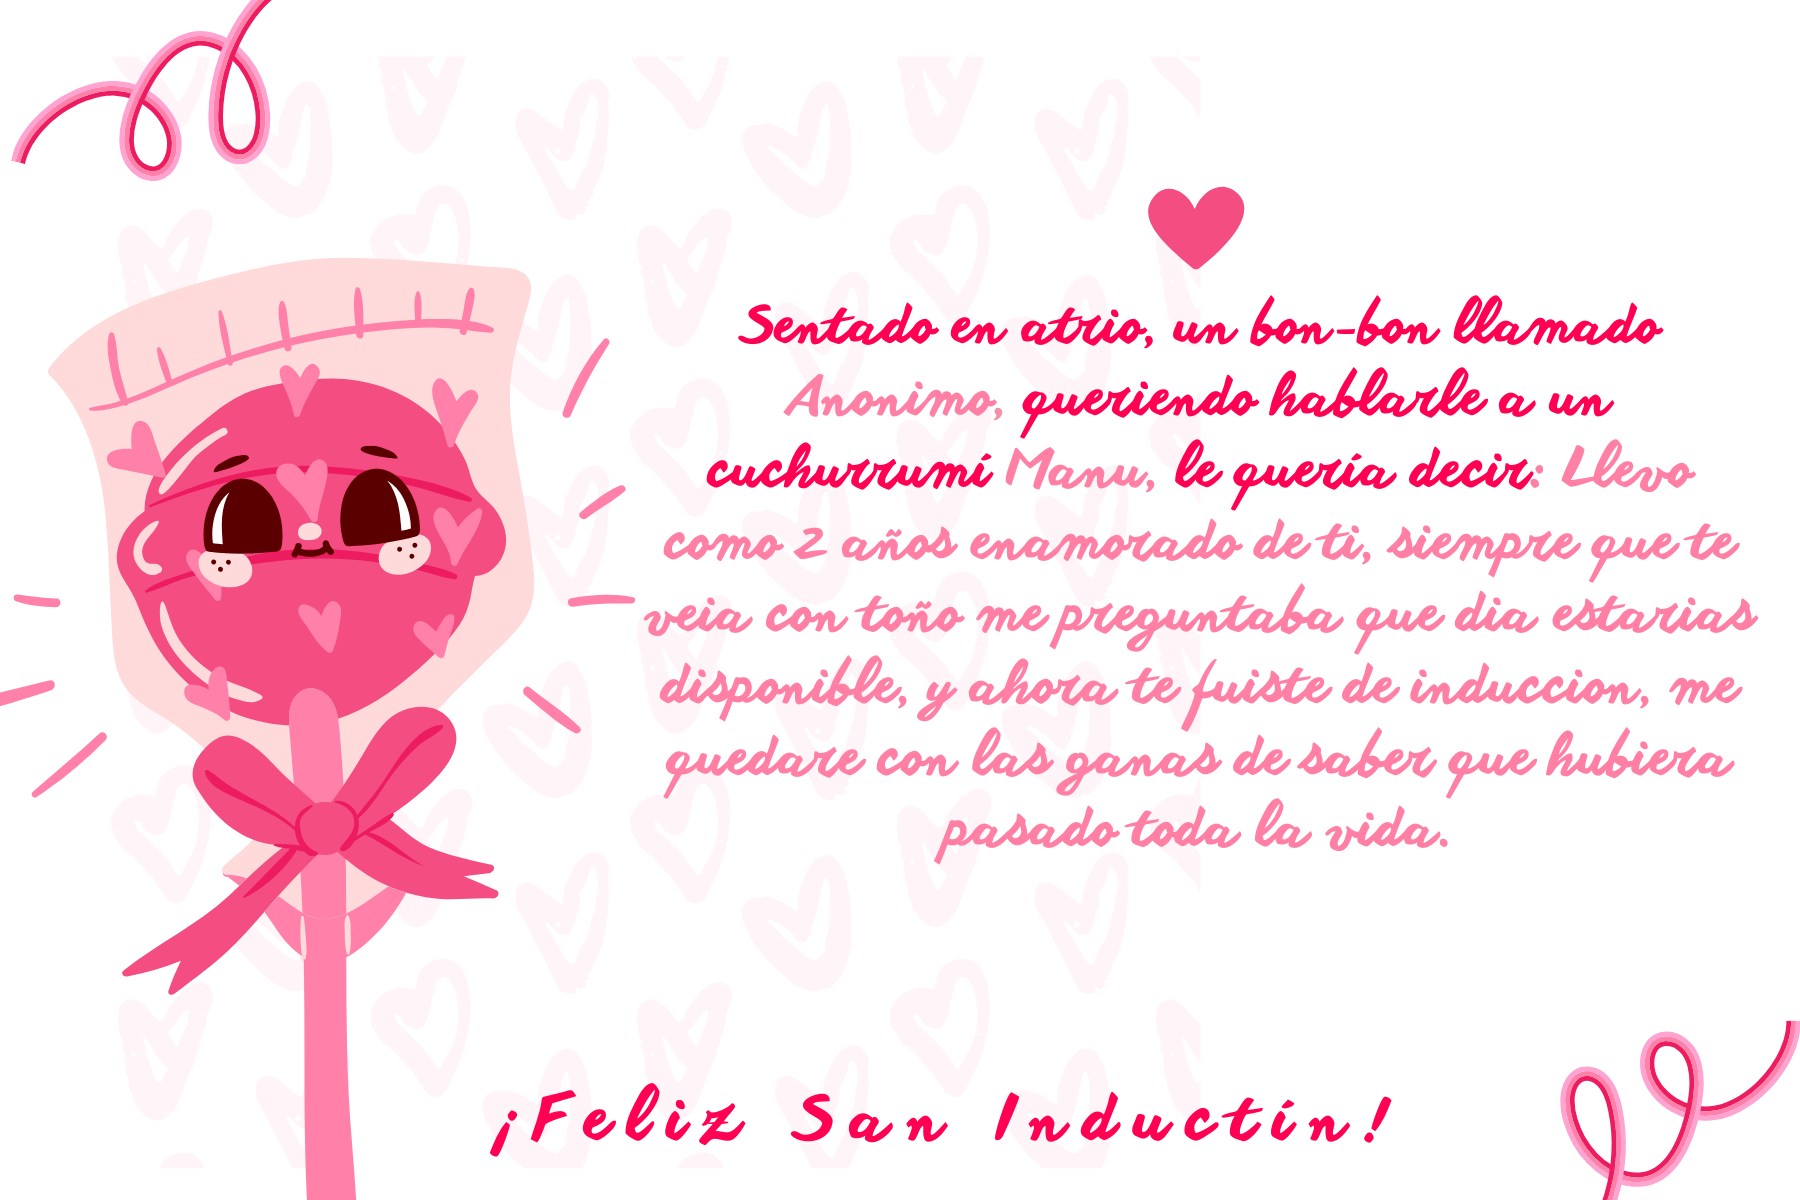 Sentado en atrio, un bon-bon llamado
Anonimo, queriendo hablarle a un
cuchurrumí Manu, le quería decir: Llevo
como 2 años enamorado de ti, siempre que te
veia con toño me preguntaba que dia estarias
disponible, y ahora te fuiste de induccion, me
quedare con las ganas de saber que hubiera
pasado toda la vida.
¡Feliz San Inductín!